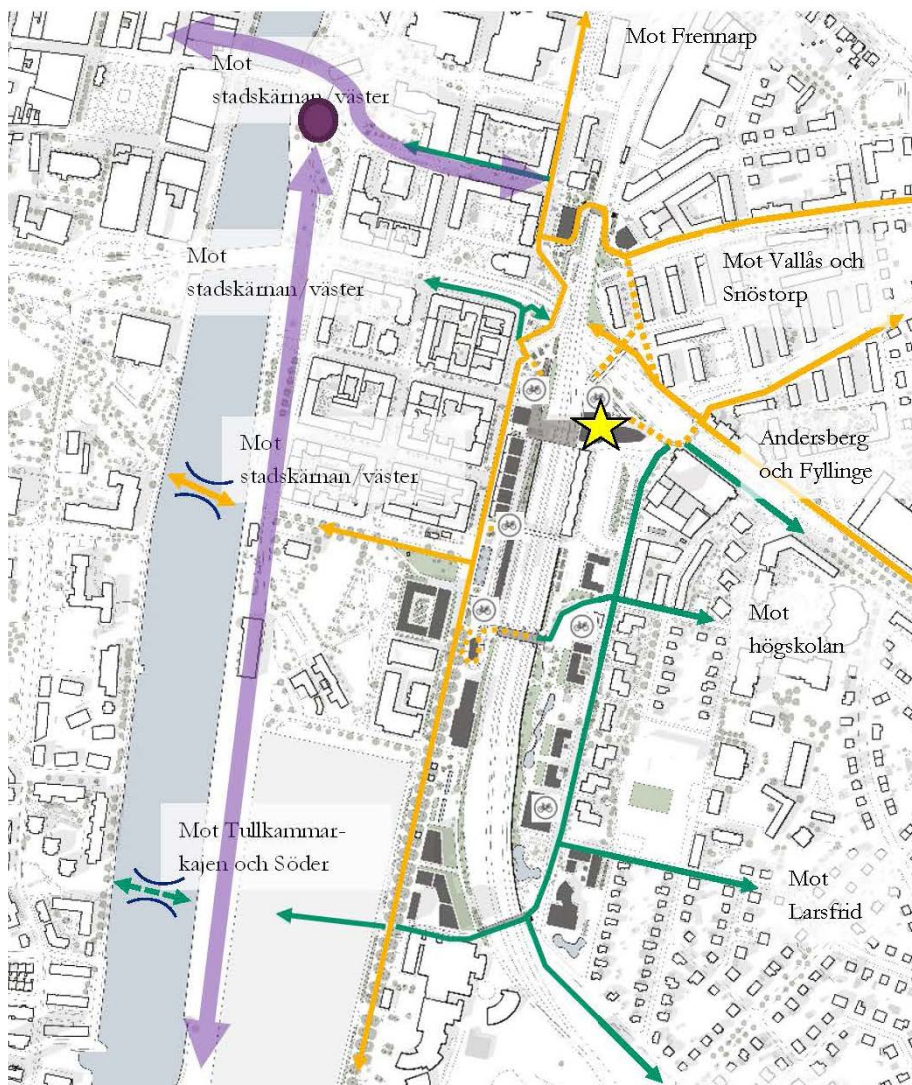 Mot Frennarp
Mot
stadskärnan/väster
Mot
stadskärnan/väster
Mot Vallås och
Snöstorp
Mot
stadskärnan/väster
Andersberg
och Fyllinge
Mot
högskolan
Mot Tullkammar-
kajen och Söder
Mot
Larsfrid